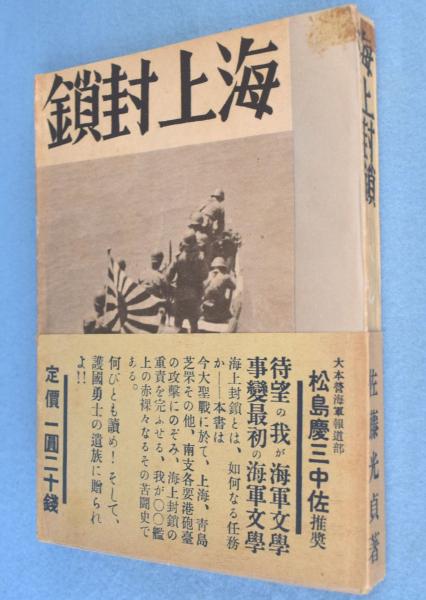 鎖封上海
海上封鎖
佐藤光貞著
大本營海軍報道部
松島慶三中佐推奬
待望の我が海軍文學
事變最初の海軍文學
海上封鎖とは、如何なる任務
か――本書は
今大聖戰に於て、上海、靑島
芝罘その他、南支各要港砲臺
の攻擊にのぞみ、海上封鎖の
重責を完ふせる、我が〇〇艦
上の赤裸々なるその苦鬪史で
ある。
何びとも讀め!そして、
護國勇士の遺族に贈られ
よ!!
定價 一圓二十錢